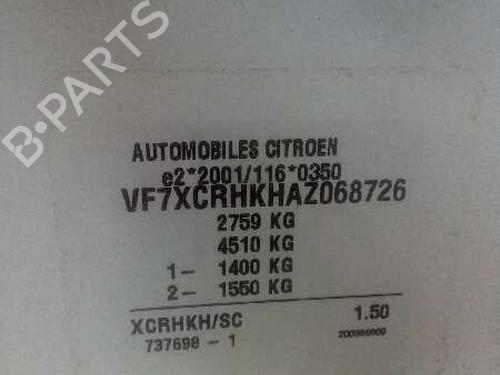 B-PARTS
AUTOMOBILES CITROEN
e2*2001/116*0350
VF7XCRHKHAZ068726
2759 KG
4510 KG
1- 1400 KG
2- 1550 KG
XCRHKH/SC 1.50
737698-1